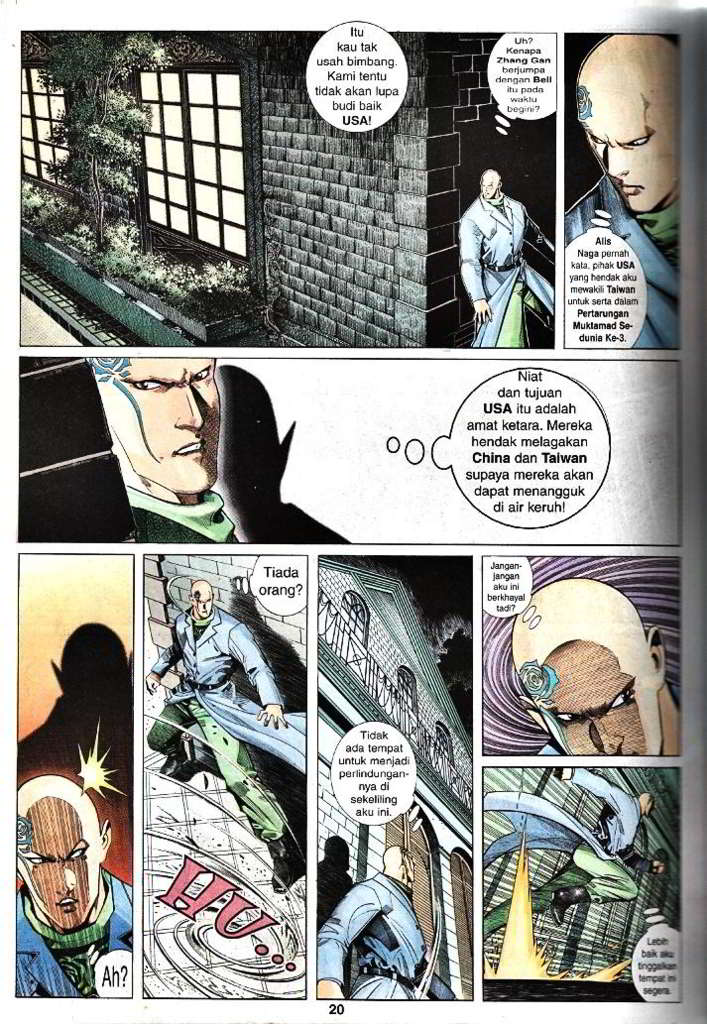 Itu
kau tak
usah bimbang.
Kami tentu
tidak akan lupa
budi baik
USA!
Uh?
Kenapa
Zhang Gan
berjumpa
dengan Bell
itu pada
waktu
begini?
Alis
Naga pernah
kata, pihak USA
yang hendak aku
mewakili Taiwan
untuk serta dalam
Pertarungan
Muktamad Se-
dunia Ke-3.
Niat
dan tujuan
USA itu adalah
amat ketara. Mereka
hendak melagakan
China dan Taiwan
supaya mereka akan
dapat menangguk
di air keruh!
Ah?
Tiada
orang?
HU...
Tidak
ada tempat
untuk menjadi
perlindungan-
nya di
sekeliling
aku ini!
Jangan-
jangan
aku ini
berkhayal
tadi?
Lebih
baik aku
tinggalkan
tempat ini
segera.
20